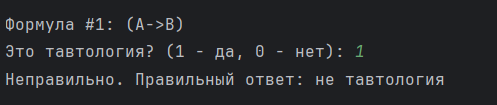 Формула #1: (A->B)
Это тавтология? (1 - да, 0 - нет): 1
Неправильно. Правильный ответ: не тавтология